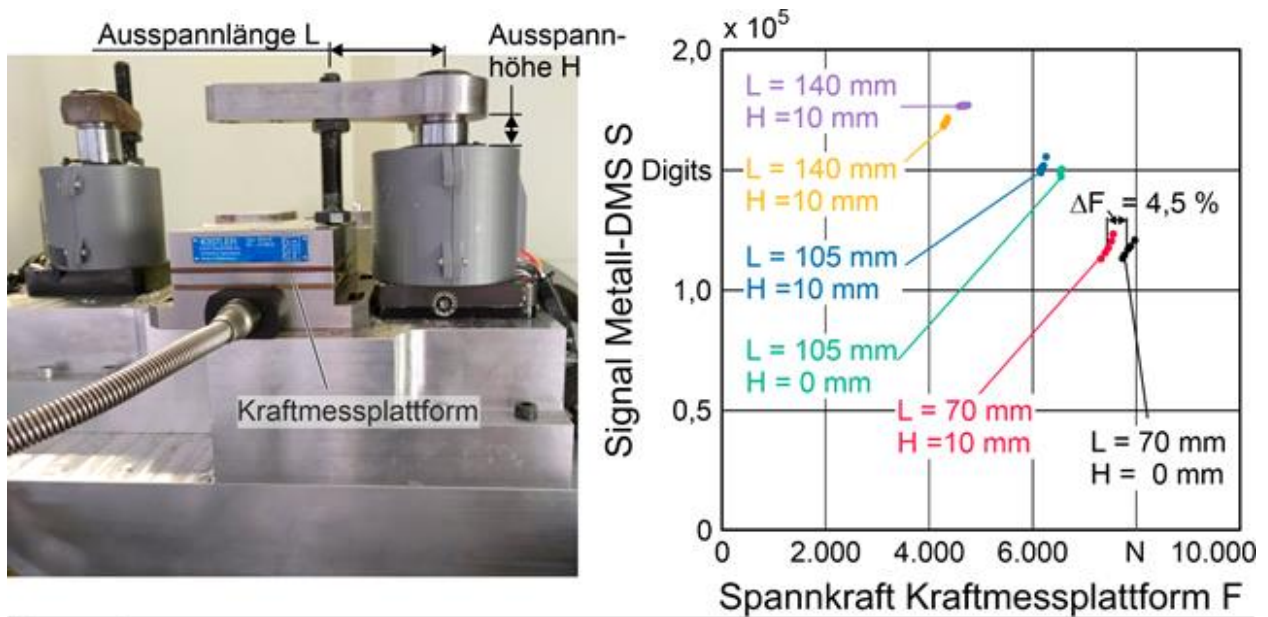 Ausspannlänge L
Ausspann-
höhe H
KISTLER
Kraftmessplattform
x 10⁵
2,0
Digits
1,0
0,5
0
Signal Metall-DMS S
L = 140 mm
H = 10 mm
L = 140 mm
H = 10 mm
L = 105 mm
H = 10 mm
L = 105 mm
H = 0 mm
L = 70 mm
H =10 mm
ΔF = 4,5 %
L = 70 mm
H = 0 mm
0
2.000
4.000
6.000
N
10.000
Spannkraft Kraftmessplattform F